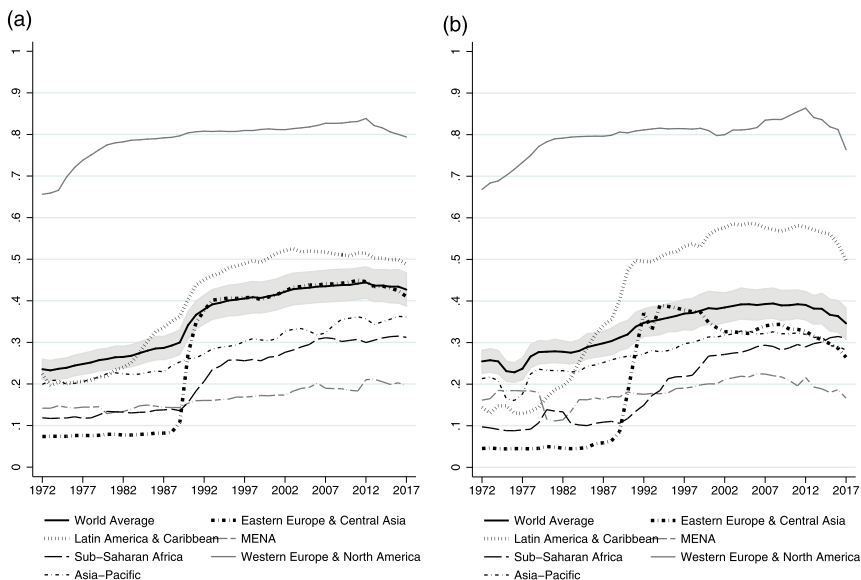 (a)
(b)
1
.9
.8
.7
.6
.5
.4
.3
.2
.1
0
1972 1977 1982 1987 1992 1997 2002 2007 2012 2017
World Average Eastern Europe & Central Asia
Latin America & Caribbean MENA
Sub−Saharan Africa Western Europe & North America
Asia−Pacific
1
.9
.8
.7
.6
.5
.4
.3
.2
.1
0
1972 1977 1982 1987 1992 1997 2002 2007 2012 2017
World Average Eastern Europe & Central Asia
Latin America & Caribbean MENA
Sub−Saharan Africa Western Europe & North America
Asia−Pacific